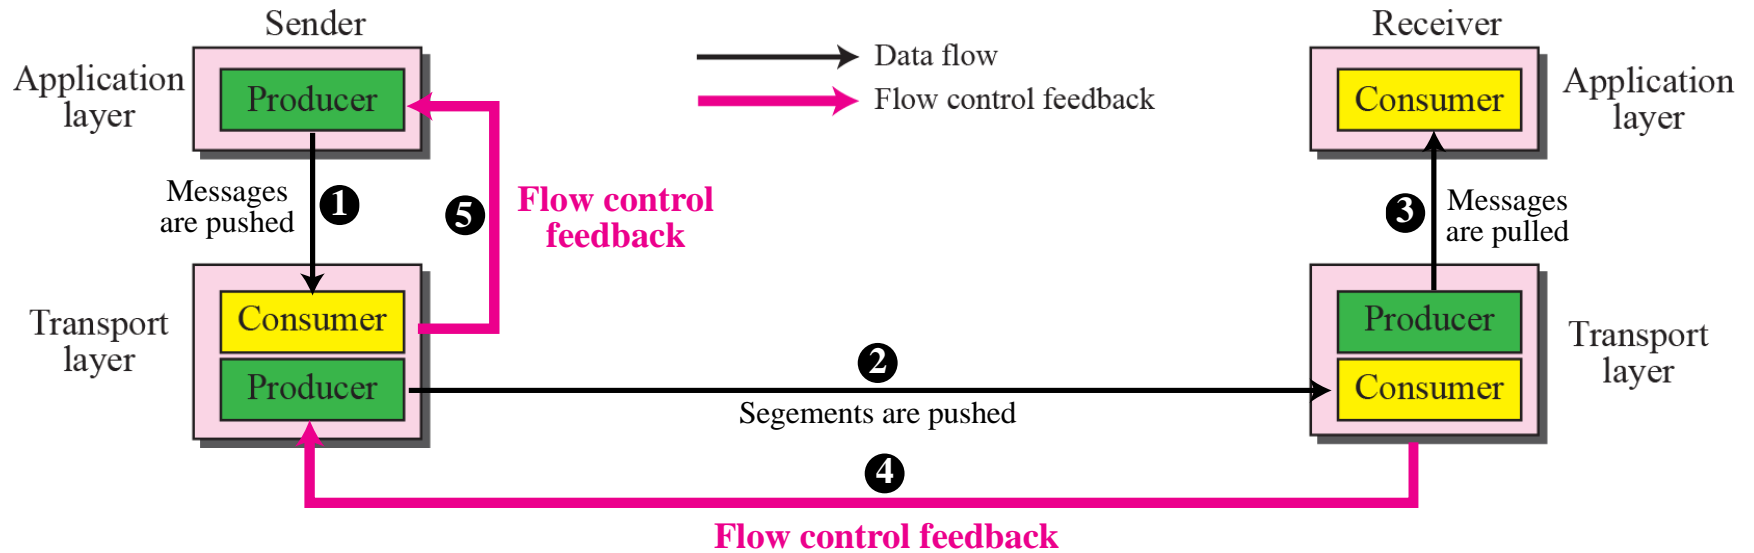 Sender
Receiver
Application
layer
Producer
Data flow
Flow control feedback
Consumer
Application
layer
Messages
are pushed
1
5
Flow control
feedback
3
Messages
are pulled
Transport
layer
Consumer
Producer
2
Segements are pushed
Producer
Consumer
Transport
layer
4
Flow control feedback